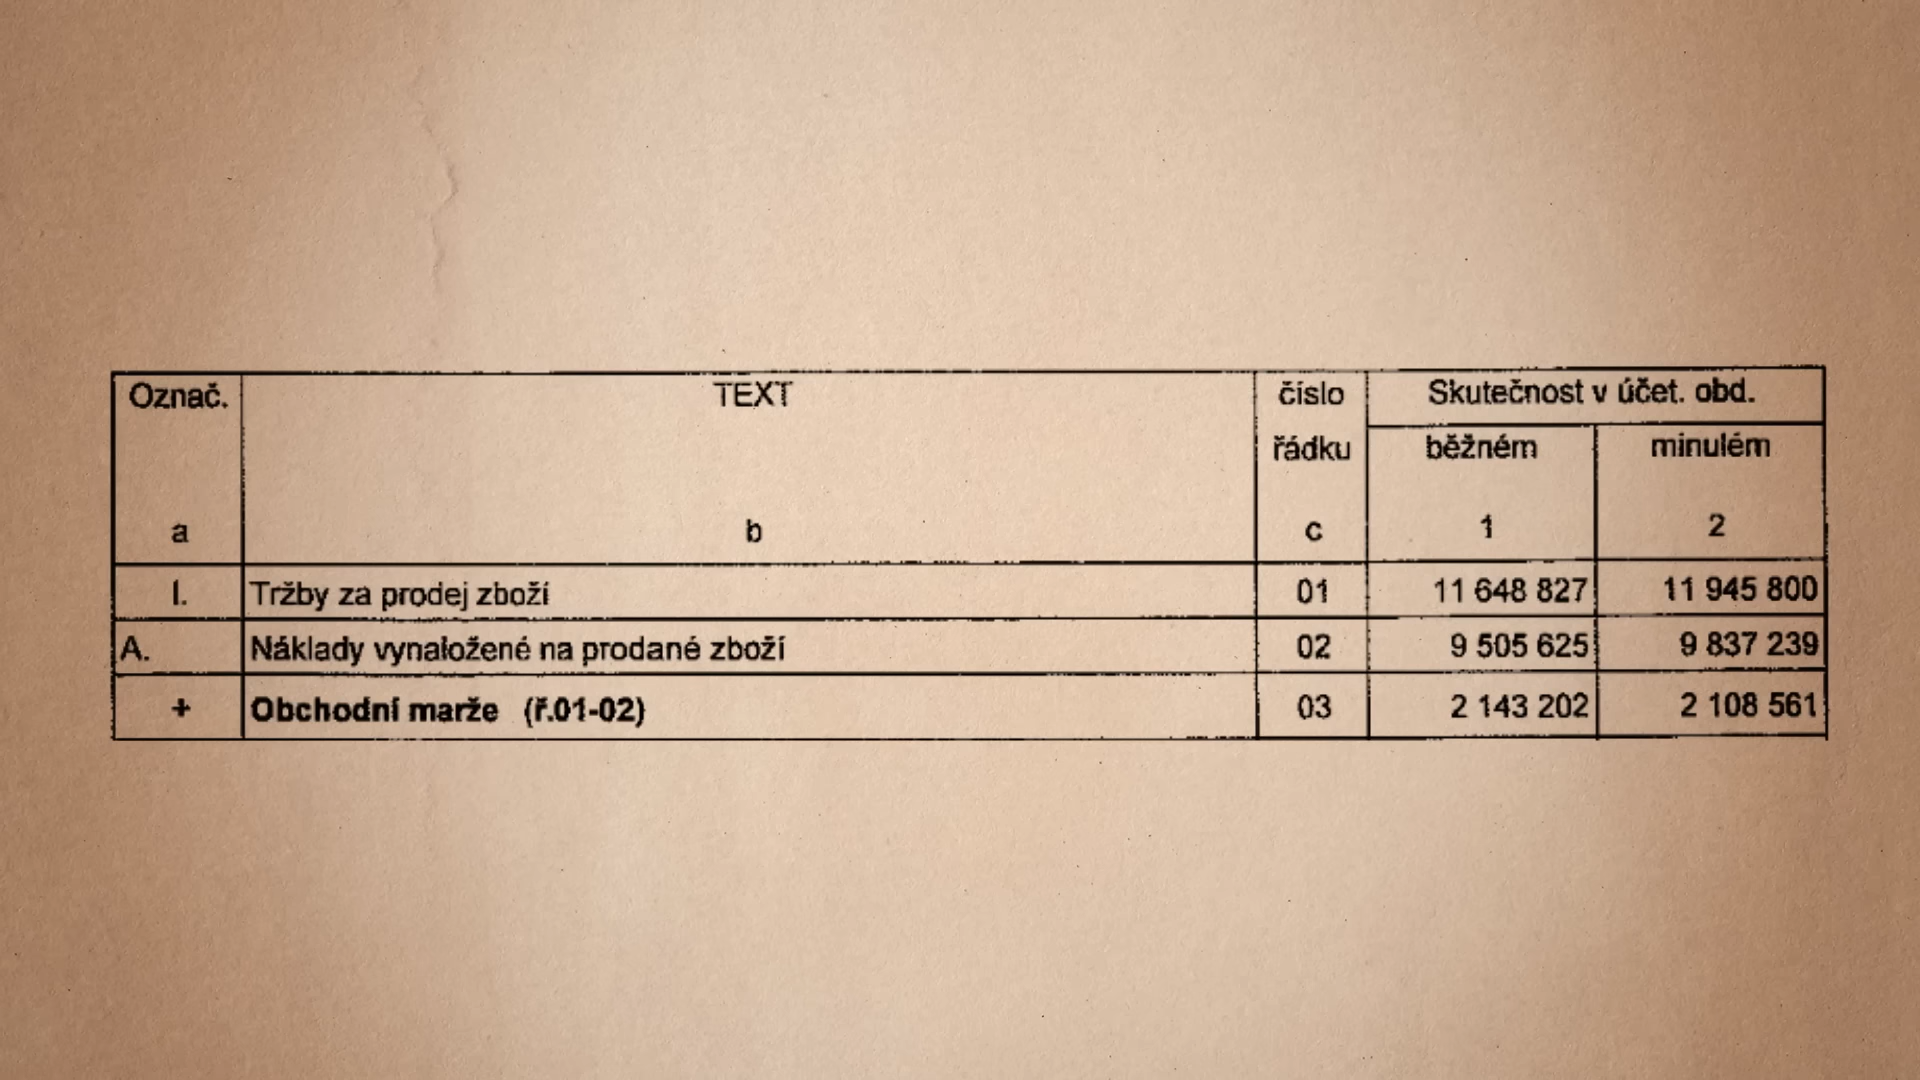 Označ. TEXT číslo Skutečnost v účet. obd.
řádku běžném minulém
a b c 1 2
I. Tržby za prodej zboží 01 11 648 827 11 945 800
A. Náklady vynaložené na prodané zboží 02 9 505 625 9 837 239
+ Obchodní marže (ř.01-02) 03 2 143 202 2 108 561